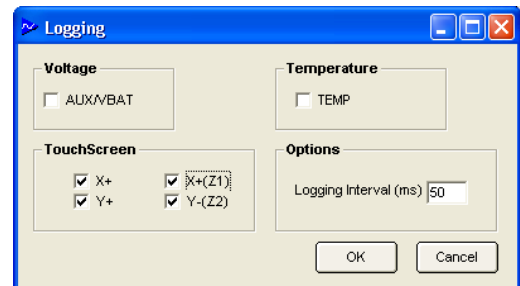 Logging
Voltage
AUX/VBAT
Temperature
TEMP
TouchScreen
X+
X+(Z1)
Y+
Y-(Z2)
Options
Logging Interval (ms) 50
OK
Cancel